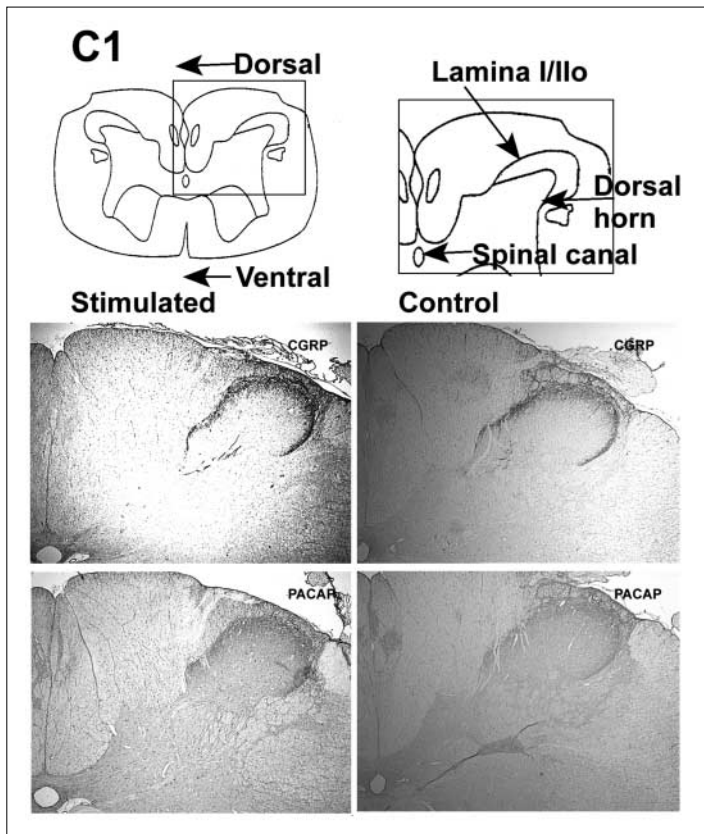 C1
Dorsal
Ventral
Lamina I/IIo
Dorsal
horn
Spinal canal
Stimulated
Control
CGRP
CGRP
PACAP
PACAP